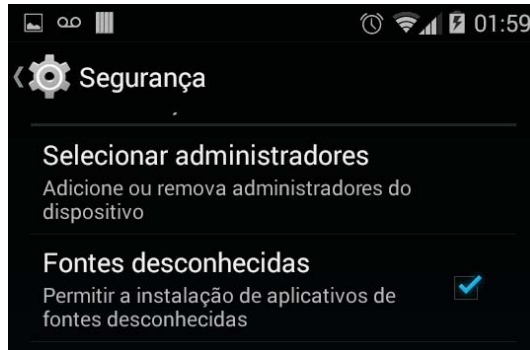 01:59
Segurança
Selecionar administradores
Adicione ou remova administradores do
dispositivo
Fontes desconhecidas
Permitir a instalação de aplicativos de
fontes desconhecidas